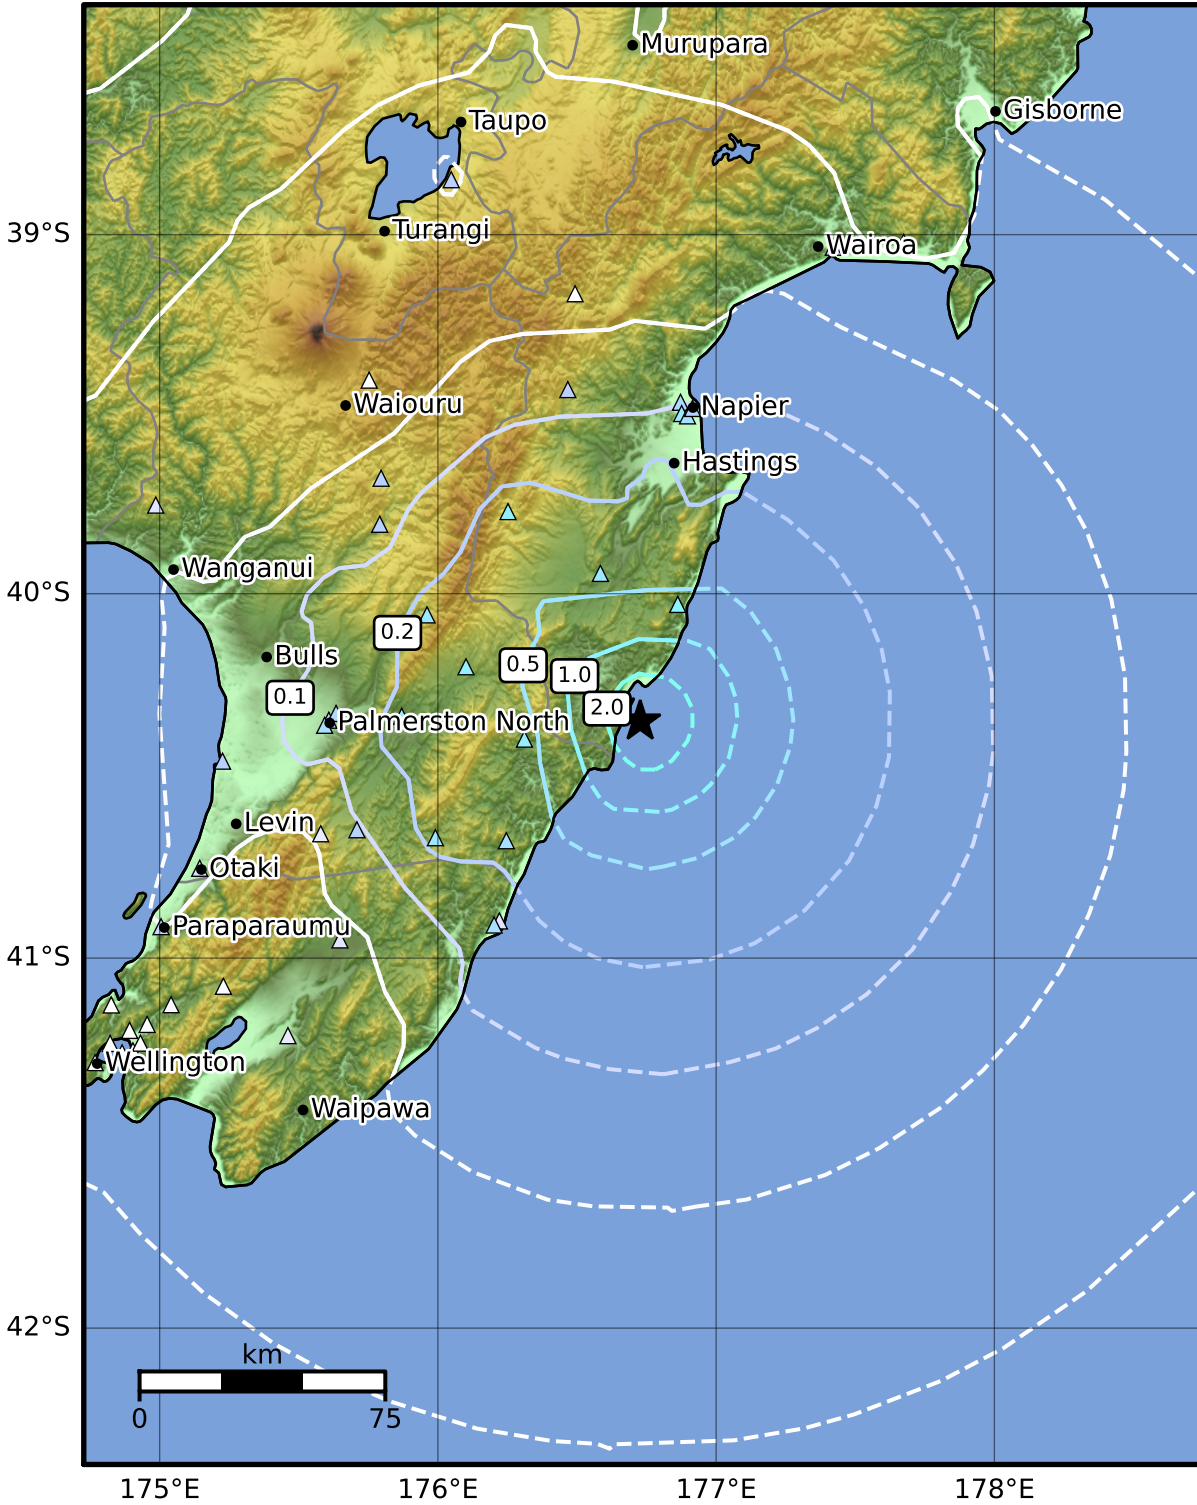 Murupara
Gisborne
Taupo
39°S
Turangi
Wairoa
Waiouru
Napier
Hastings
Wanganui
40°S
0.2
Bulls
0.5
1.0
0.1
2.0
Palmerston North
Levin
Otaki
Paraparaumu
41°S
Wellington
Waipawa
42°S
km
0
75
175°E
176°E
177°E
178°E